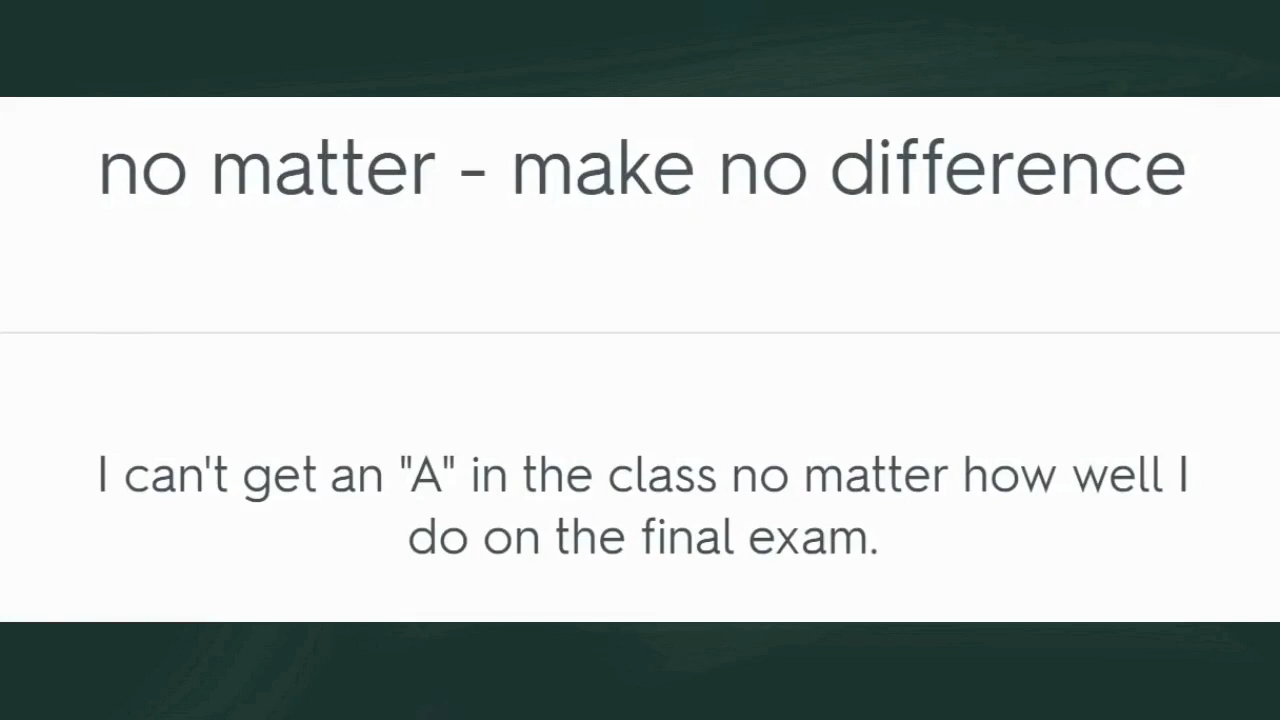 no matter - make no difference
I can't get an "A" in the class no matter how well I
do on the final exam.